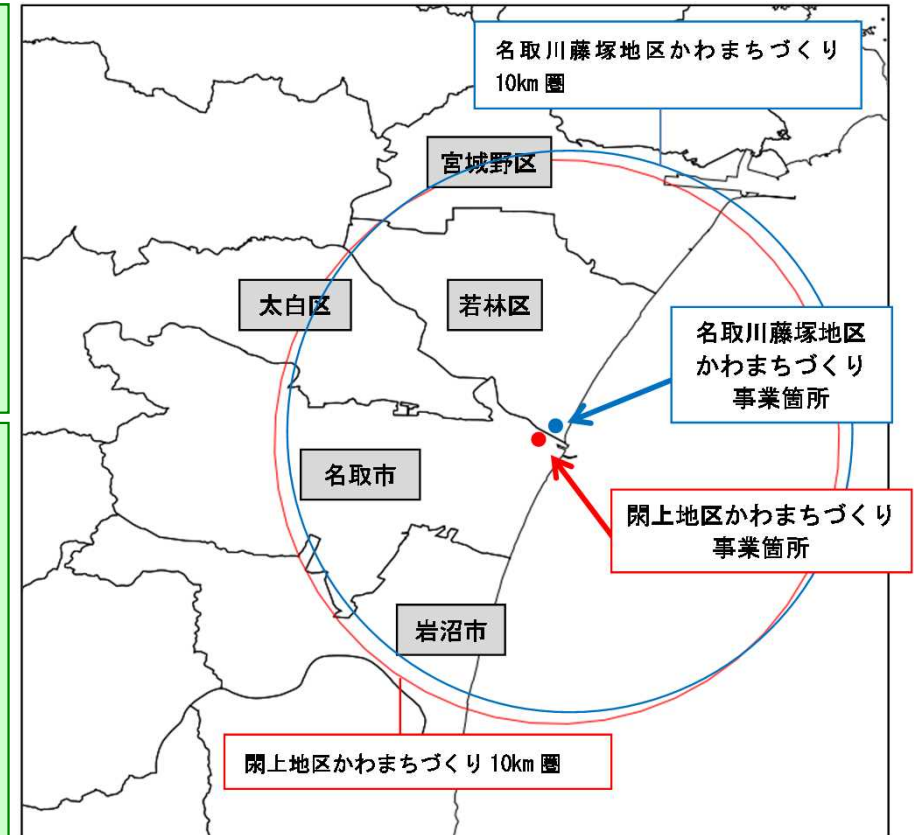 名取川藤塚地区かわまちづくり
10km圏
宮城野区
太白区
若林区
名取川藤塚地区
かわまちづくり
事業箇所
名取市
閖上地区かわまちづくり
事業箇所
岩沼市
閖上地区かわまちづくり10km圏